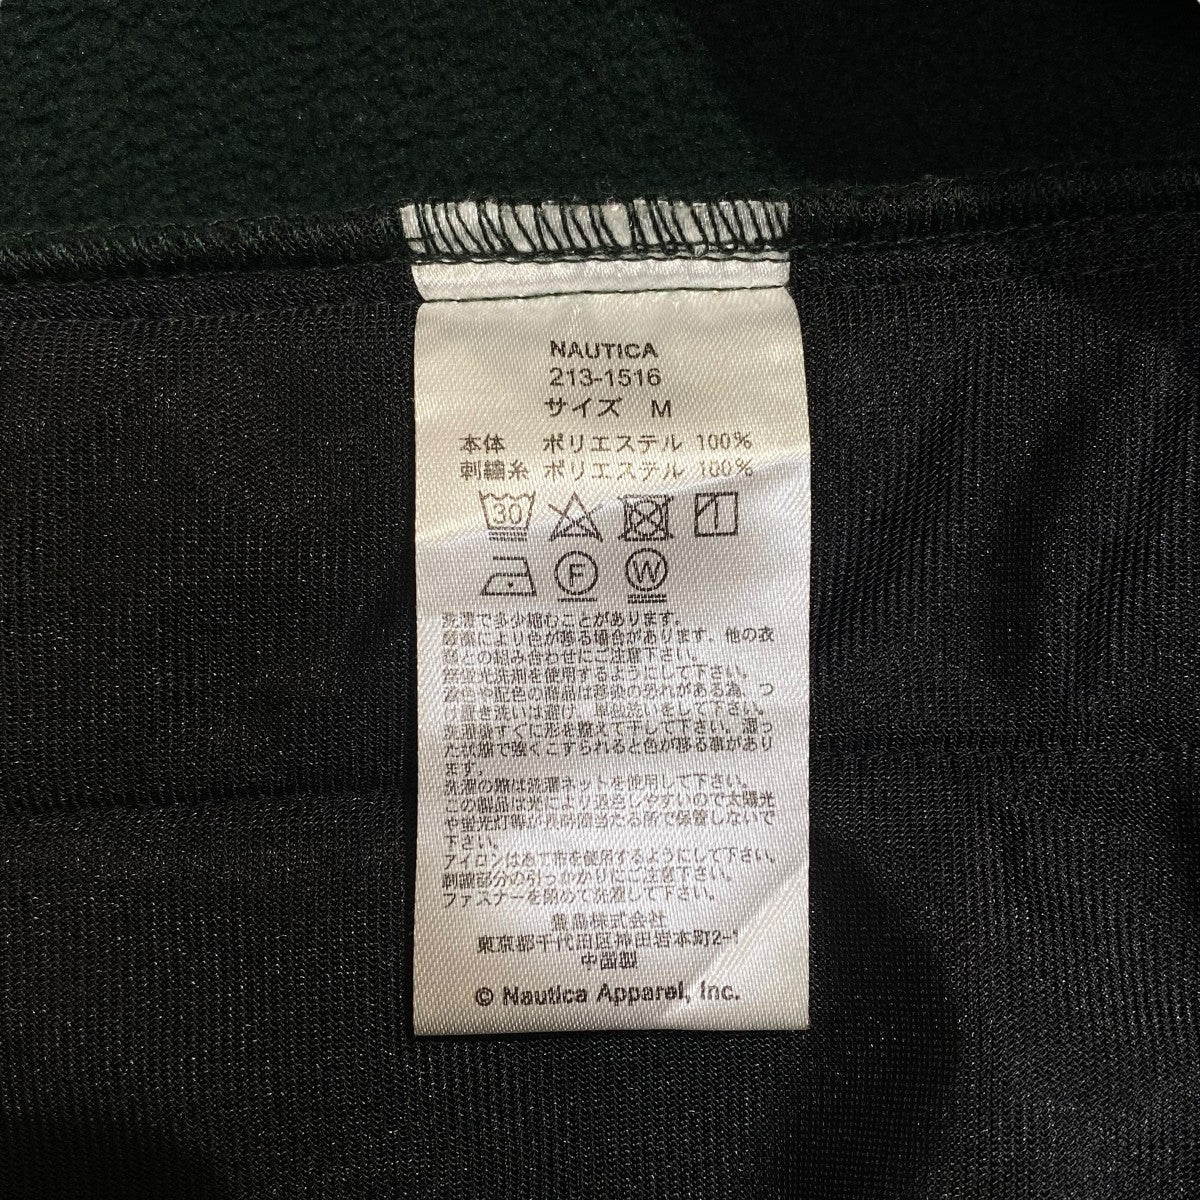 NAUTICA
213-1516
サイズ M
本体 ポリエステル 100%
刺繍糸 ポリエステル 100%
30
F
W
洗濯で多少縮むことがあります。
摩擦により色が移る場合があります。他の衣
類との組み合わせにご注意下さい。
無蛍光洗剤を使用するようにして下さい。
濃色や配色の商品は移染の恐れがある為、つ
け置き洗いは避け、単独洗いをして下さい。
洗濯後すぐに形を整えて干して下さい。湿っ
た状態で強くこすられると色が移る事があり
ます。
洗濯の際は洗濯ネットを使用して下さい。
この製品は光により退色しやすいので太陽光
や蛍光灯等が長時間当たる所で保管しないで
下さい。
アイロンはあて布を使用するようにして下さい。
刺繍部分の引っかかりにご注意下さい。
ファスナーを閉めて洗濯して下さい。
豊島株式会社
東京都千代田区神田岩本町2-1
中国製
© Nautica Apparel, Inc.